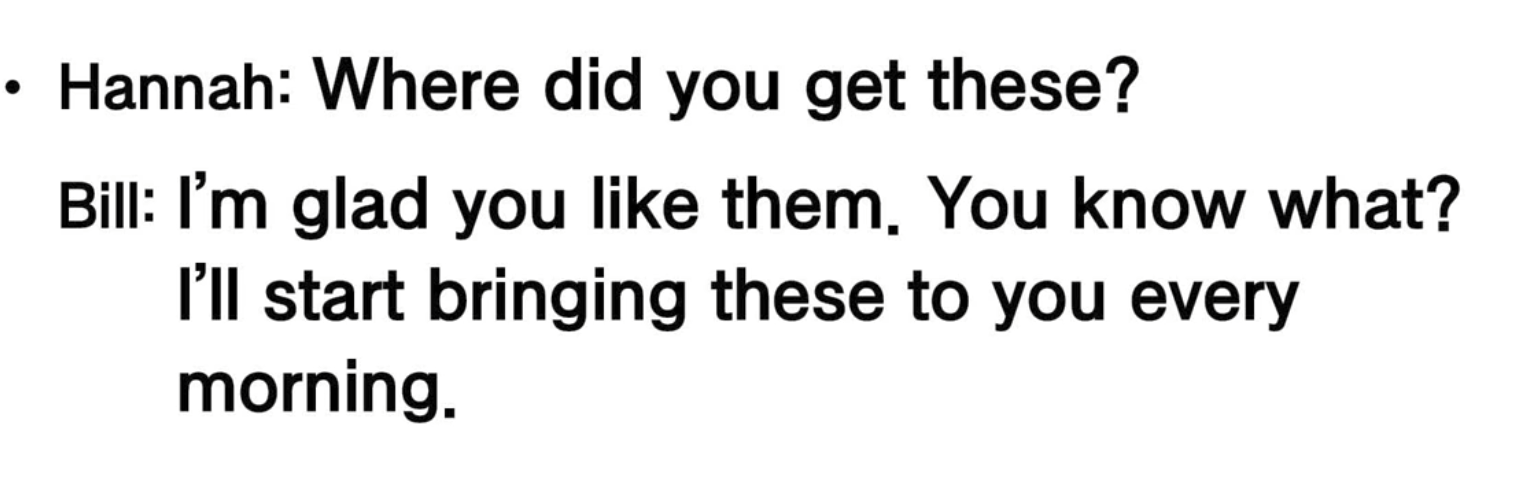 • Hannah: Where did you get these?
Bill: I’m glad you like them. You know what?
I’ll start bringing these to you every
morning.